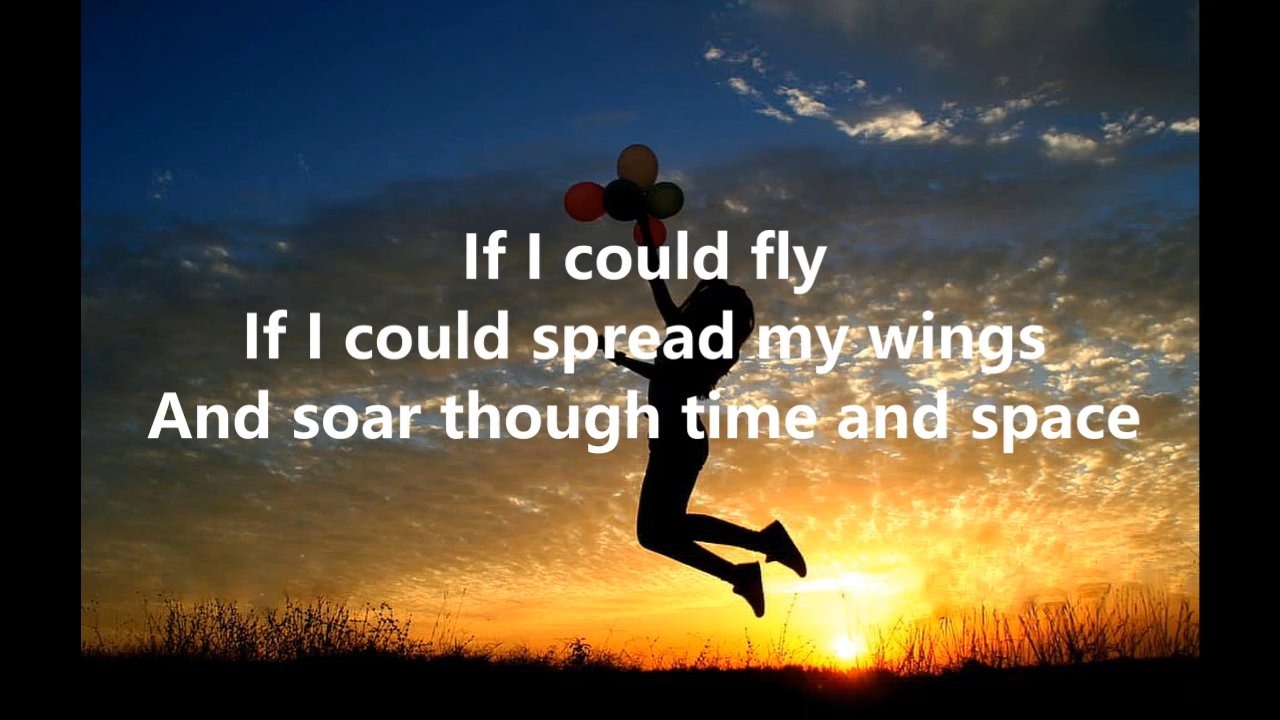 If I could fly
If I could spread my wings
And soar though time and space